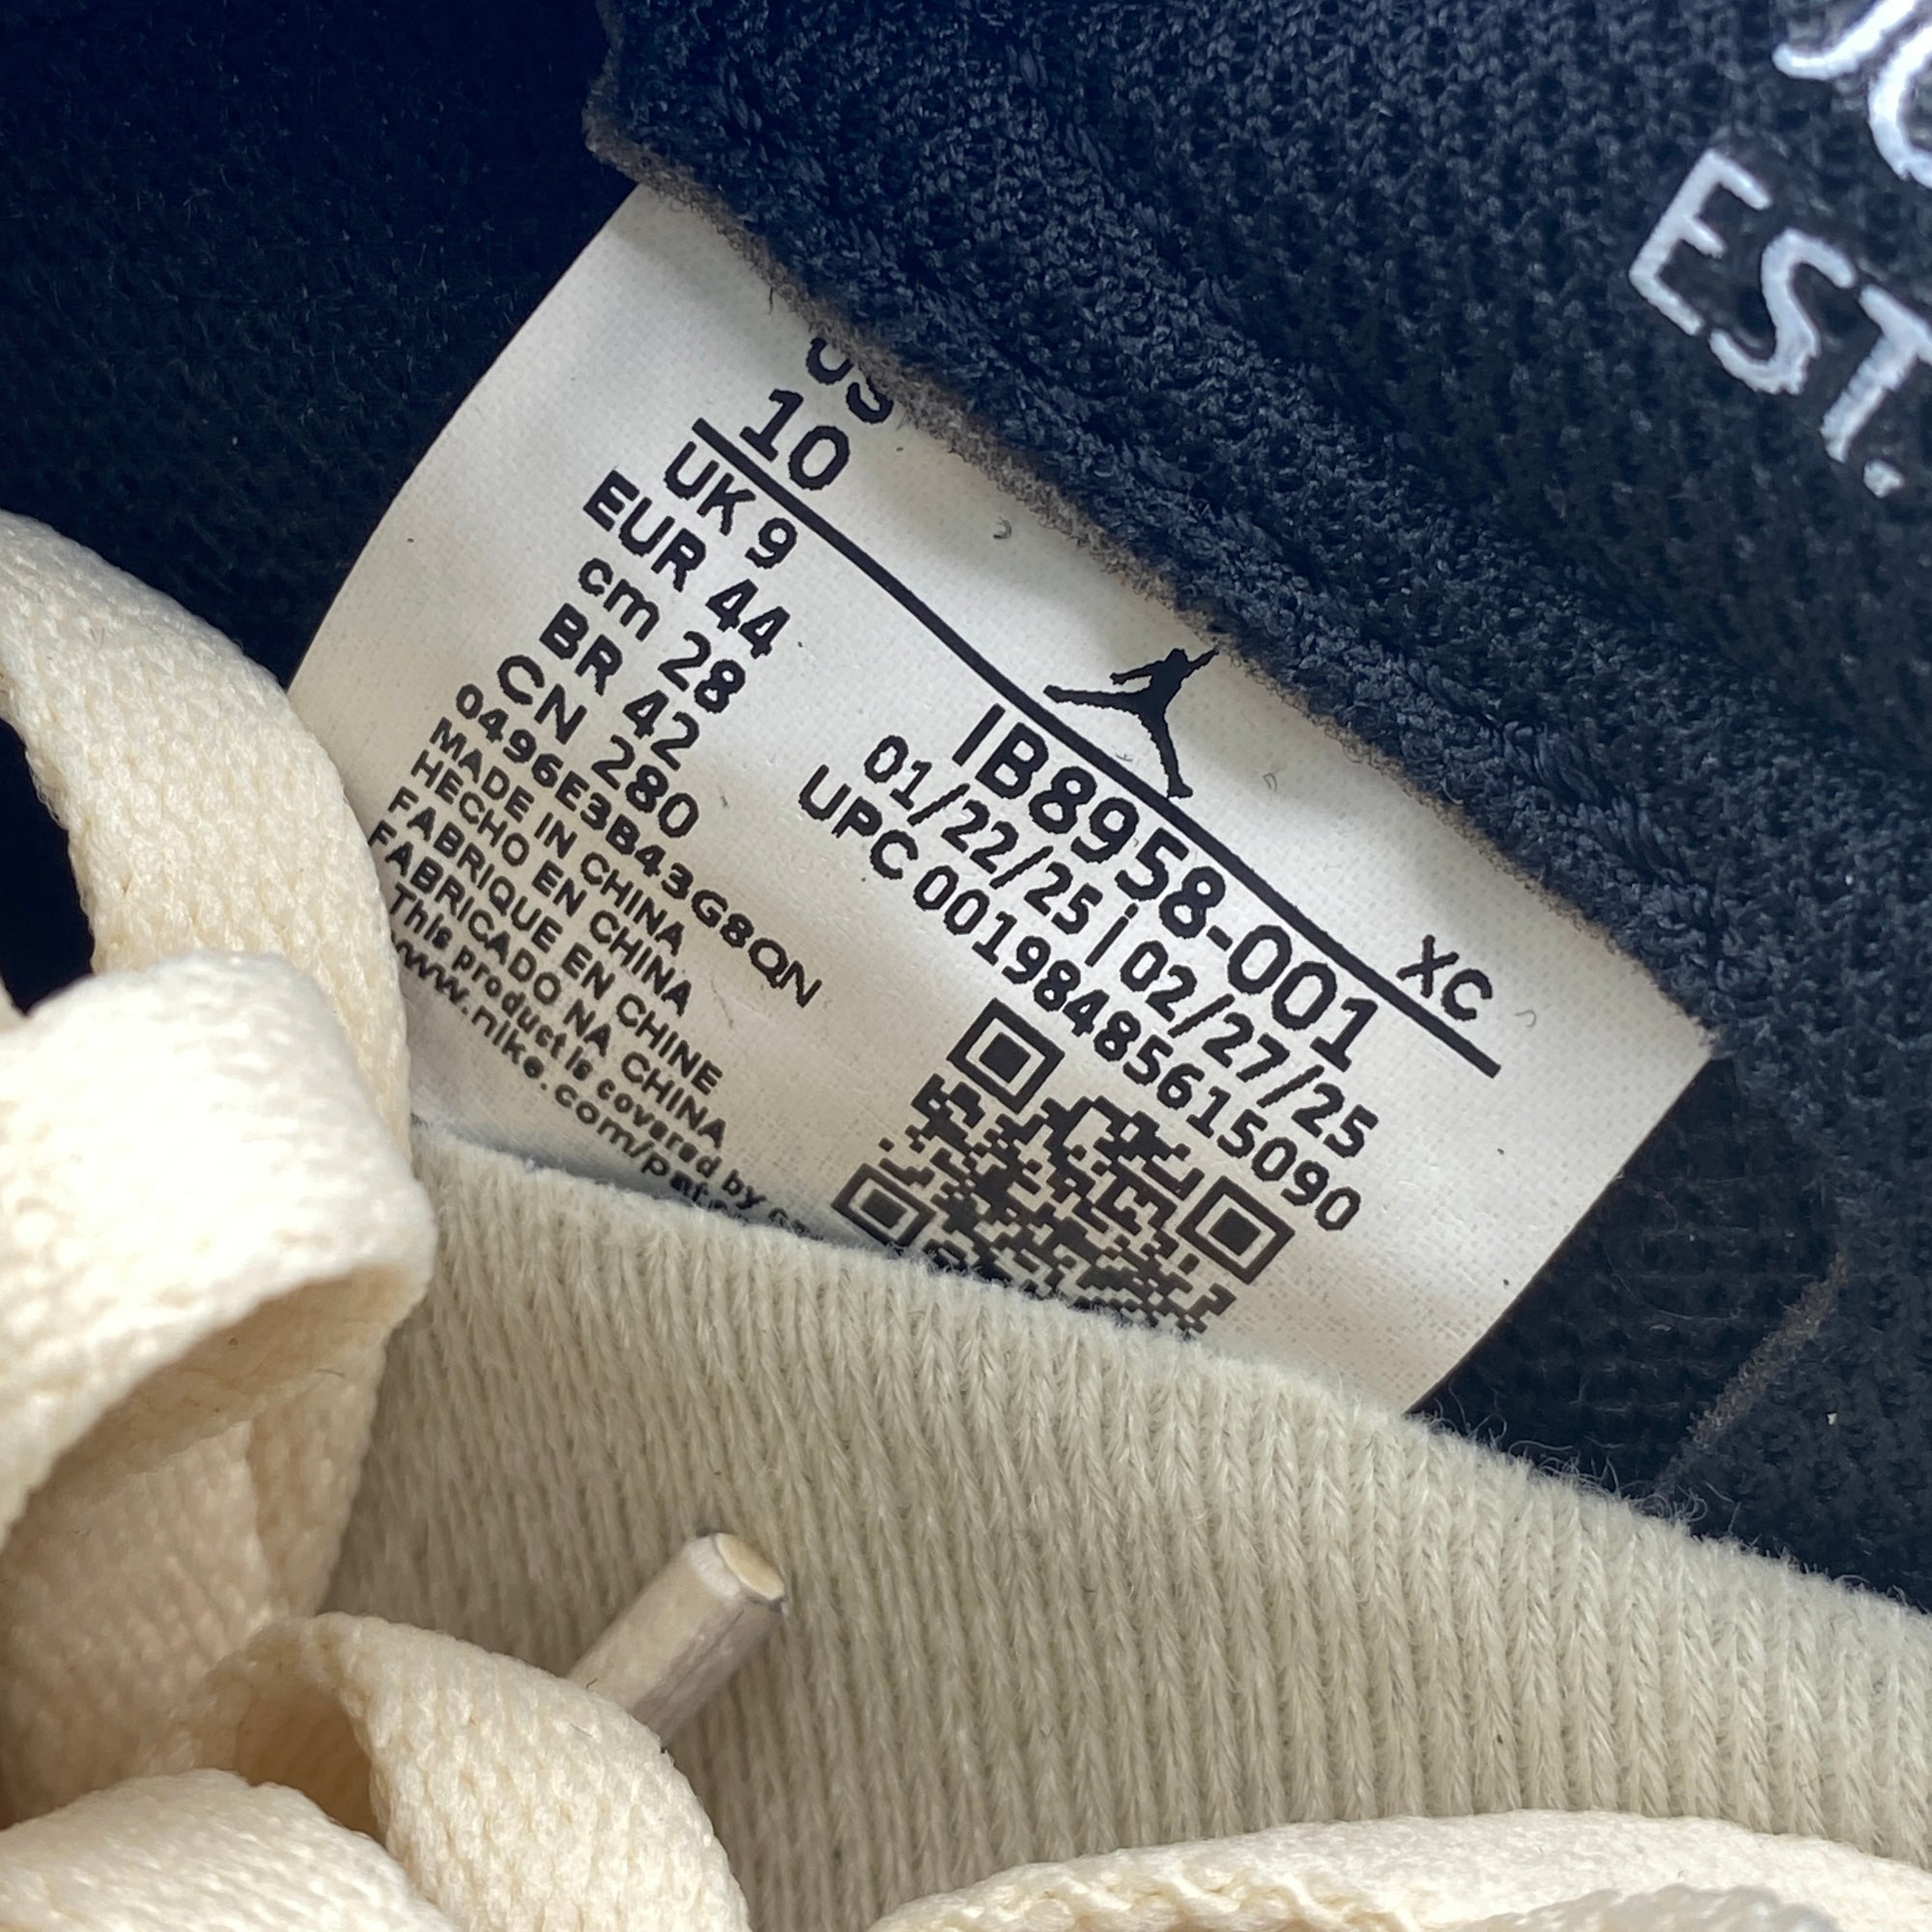 US
10
UK 9
EUR 44
cm 28
BR 42
CN 280
0496E3B43G8QN
MADE IN CHINA
HECHO EN CHINA
FABRIQUE EN CHINE
FABRICADO NA CHINA
This product is covered by
www.nike.com/pate
XC
IB8958-001
01/22/25 | 02/27/25
UPC 00198485615090
EST.